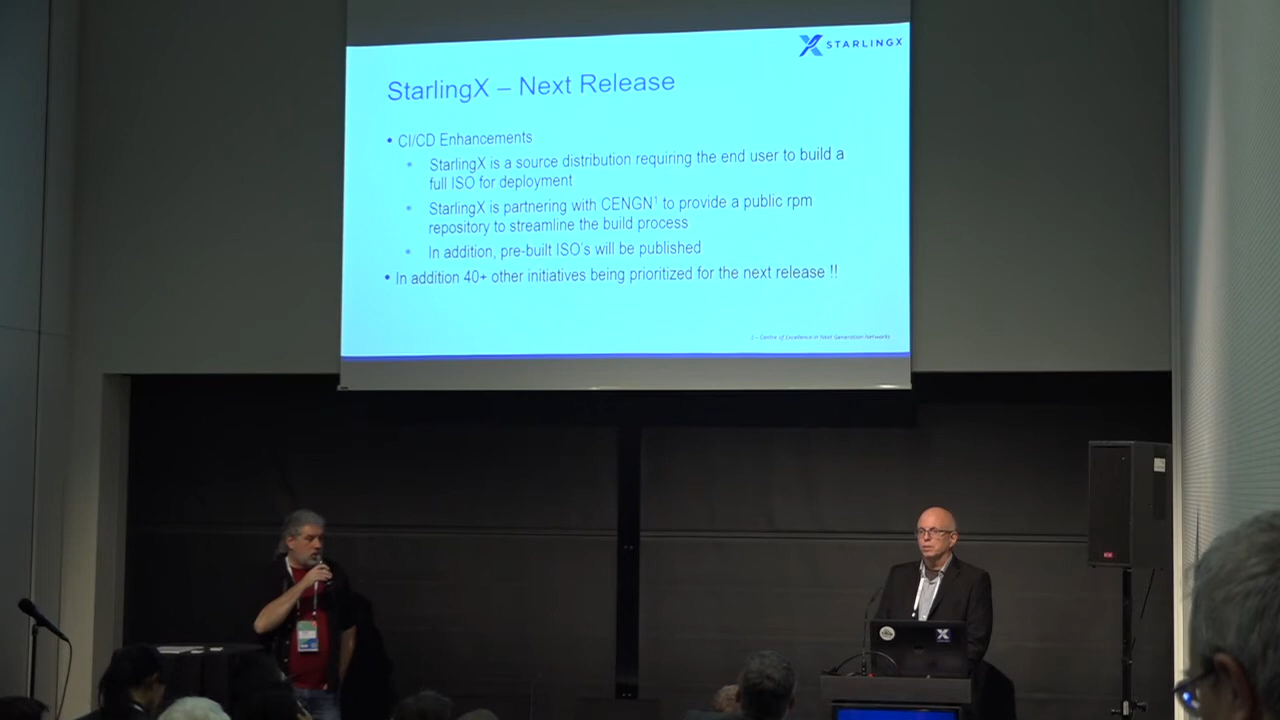 STARLINGX
StarlingX – Next Release
• CI/CD Enhancements
• StarlingX is a source distribution requiring the end user to build a
full ISO for deployment
• StarlingX is partnering with CENGN¹ to provide a public rpm
repository to streamline the build process
• In addition, pre-built ISO's will be published
• In addition 40+ other initiatives being prioritized for the next release !!
1 – Centre of Excellence in Next Generation Networks